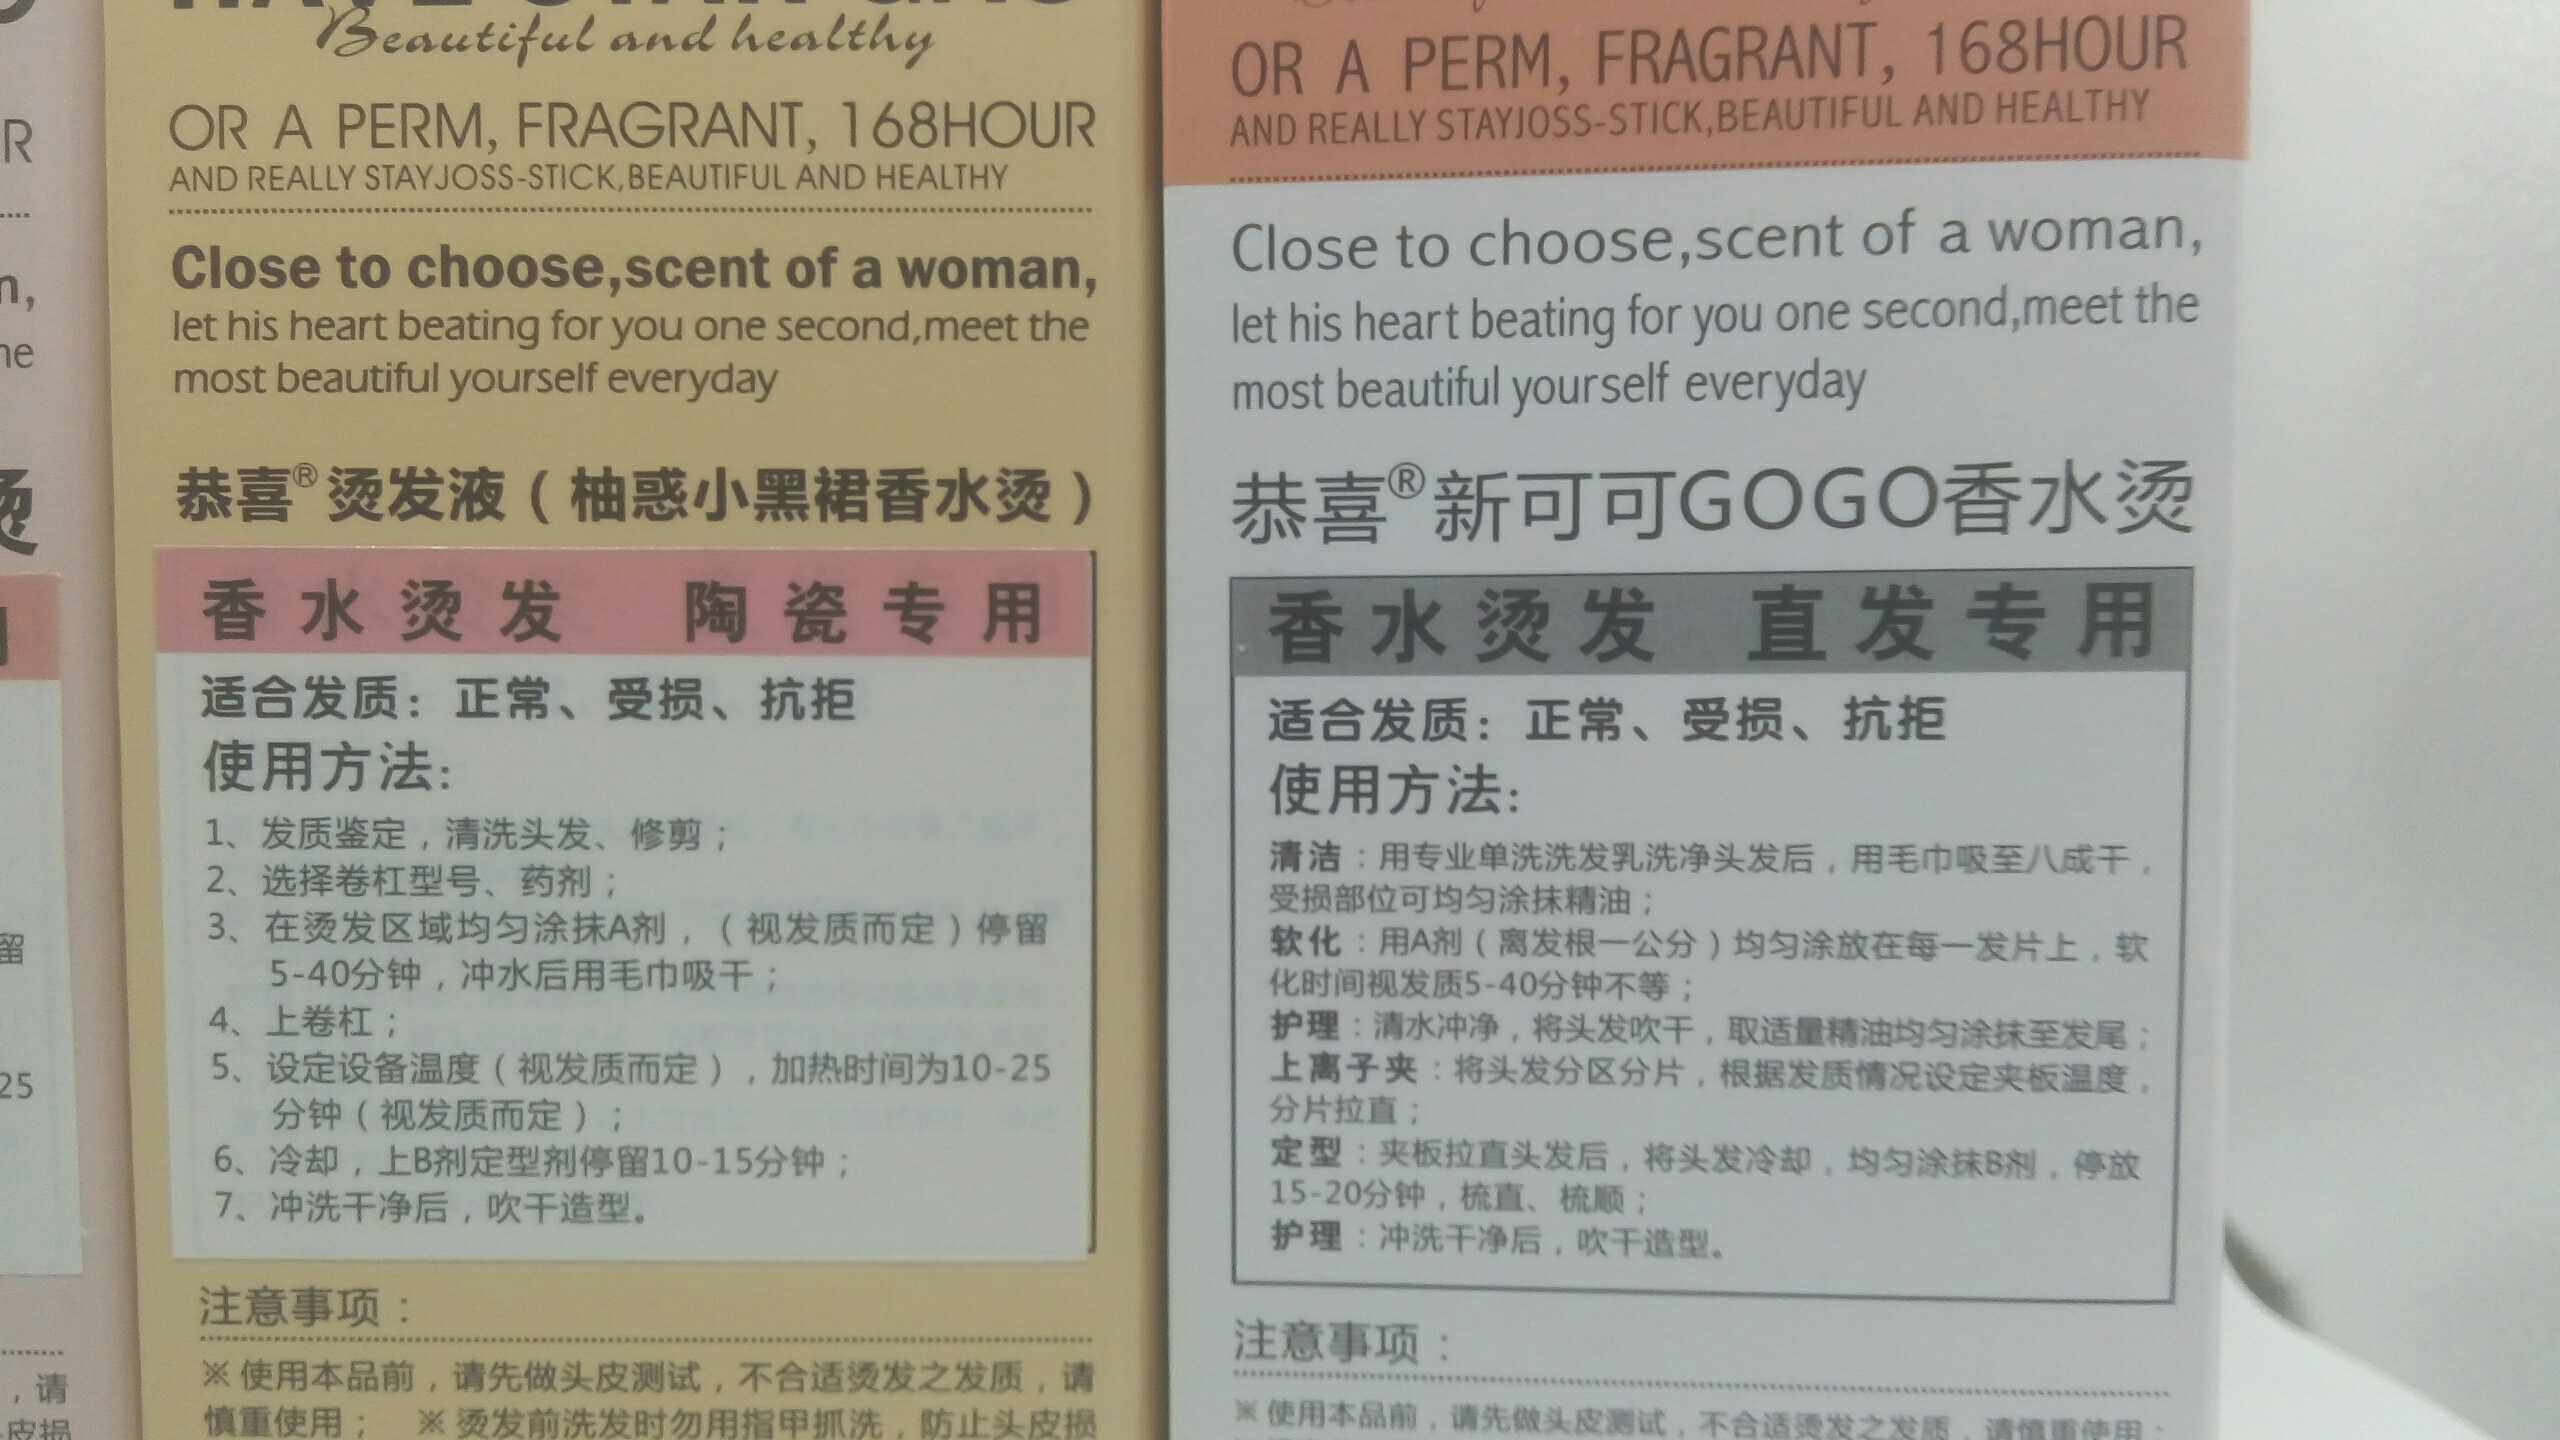 Beautiful and healthy
OR A PERM, FRAGRANT, 168HOUR
AND REALLY STAYJOSS-STICK,BEAUTIFUL AND HEALTHY
Close to choose,scent of a woman,
let his heart beating for you one second,meet the
most beautiful yourself everyday
恭喜®烫发液（柚惑小黑裙香水烫）
香水烫发 陶瓷专用
适合发质：正常、受损、抗拒
使用方法:
1、发质鉴定，清洗头发、修剪；
2、选择卷杠型号、药剂；
3、在烫发区域均匀涂抹A剂，（视发质而定）停留
5-40分钟，冲水后用毛巾吸干；
4、上卷杠；
5、设定设备温度（视发质而定），加热时间为10-25
分钟（视发质而定）；
6、冷却，上B剂定型剂停留10-15分钟；
7、冲洗干净后，吹干造型。
注意事项：
※使用本品前，请先做头皮测试，不合适烫发之发质，请
慎重使用； ※烫发前洗发时勿用指甲抓洗，防止头皮损
OR A PERM, FRAGRANT, 168HOUR
AND REALLY STAYJOSS-STICK,BEAUTIFUL AND HEALTHY
Close to choose,scent of a woman,
let his heart beating for you one second,meet the
most beautiful yourself everyday
恭喜®新可可GOGO香水烫
香水烫发 直发专用
适合发质：正常、受损、抗拒
使用方法:
清洁：用专业单洗洗发乳洗净头发后，用毛巾吸至八成干，
受损部位可均匀涂抹精油；
软化：用A剂（离发根一公分）均匀涂放在每一发片上，软
化时间视发质5-40分钟不等；
护理：清水冲净，将头发吹干，取适量精油均匀涂抹至发尾；
上离子夹：将头发分区分片，根据发质情况设定夹板温度，
分片拉直；
定型：夹板拉直头发后，将头发冷却，均匀涂抹B剂，停放
15-20分钟，梳直、梳顺；
护理：冲洗干净后，吹干造型。
注意事项：
※使用本品前，请先做头皮测试，不合适烫发之发质，请慎重使用；